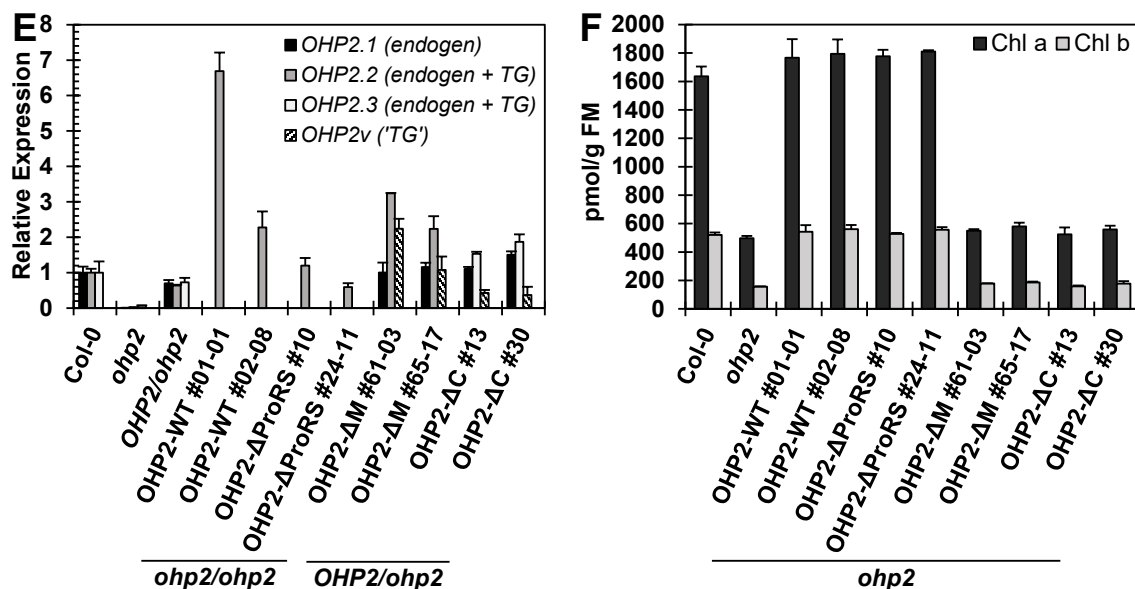 E
Relative Expression
8
7
6
5
4
3
2
1
0
OHP2.1 (endogen)
OHP2.2 (endogen + TG)
OHP2.3 (endogen + TG)
OHP2v ('TG')
Col-0
ohp2
OHP2/ohp2
OHP2-WT #01-01
OHP2-WT #02-08
OHP2-ΔProRS #10
OHP2-ΔProRS #24-11
OHP2-ΔM #61-03
OHP2-ΔM #65-17
OHP2-ΔC #13
OHP2-ΔC #30
ohp2/ohp2
OHP2/ohp2
F
pmol/g FM
2000
1800
1600
1400
1200
1000
800
600
400
200
0
Chl a
Chl b
Col-0
ohp2
OHP2-WT #01-01
OHP2-WT #02-08
OHP2-ΔProRS #10
OHP2-ΔProRS #24-11
OHP2-ΔM #61-03
OHP2-ΔM #65-17
OHP2-ΔC #13
OHP2-ΔC #30
ohp2